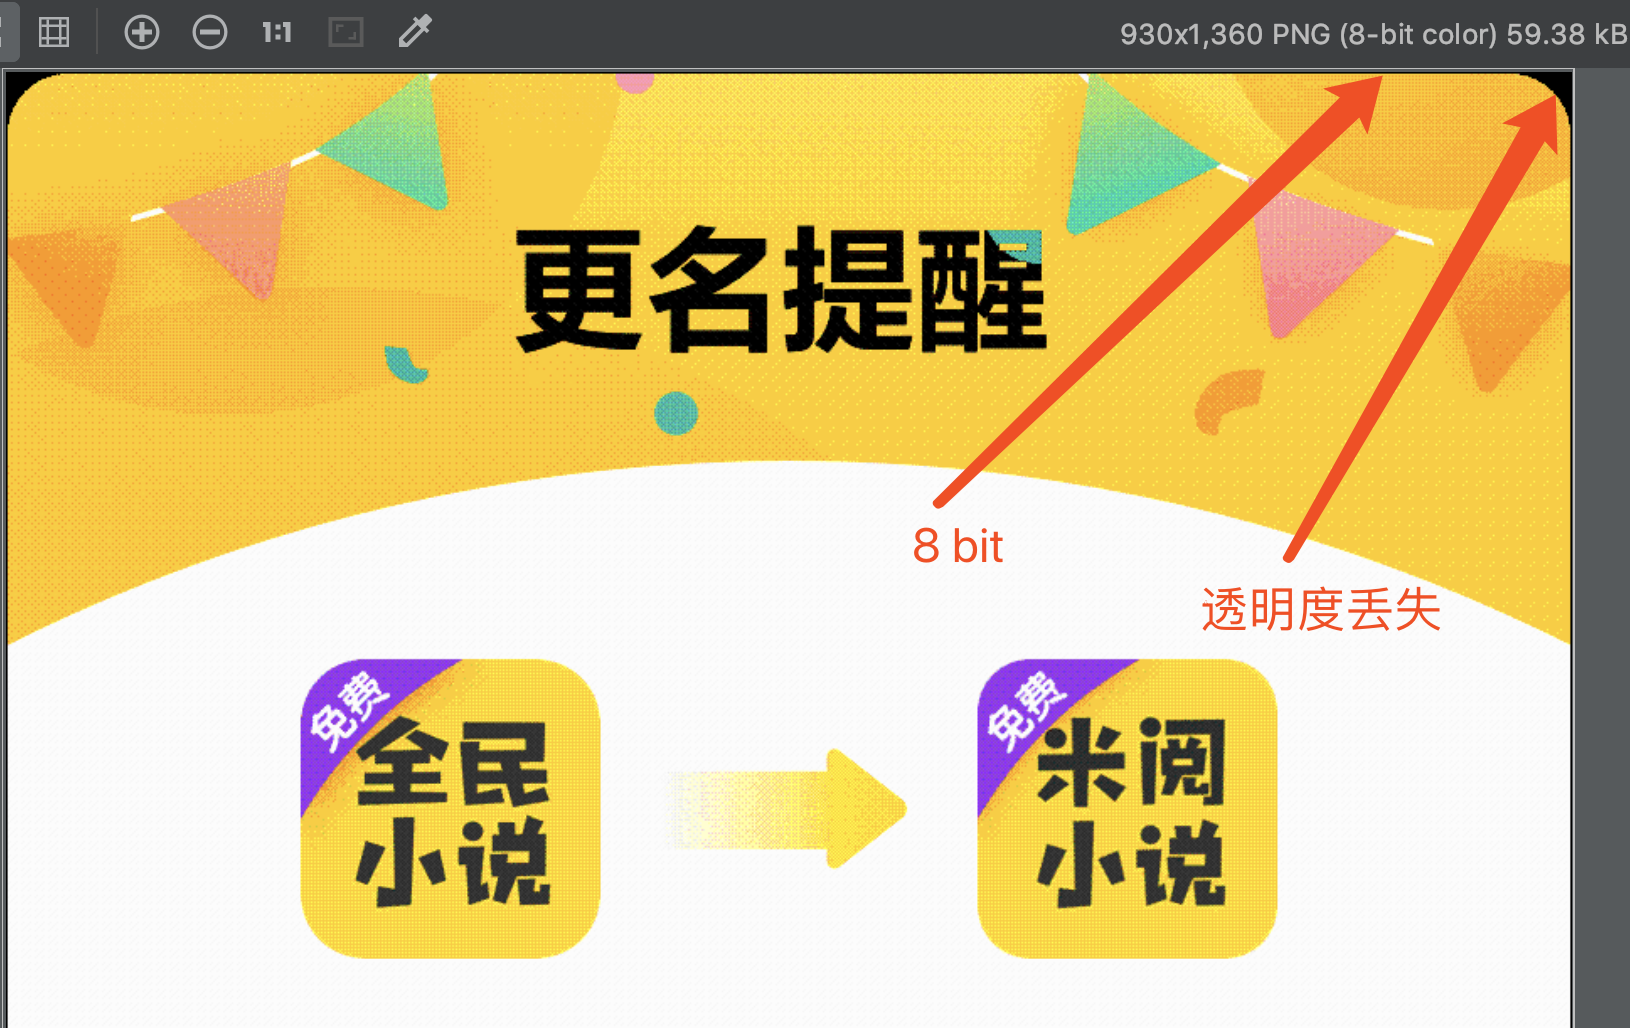 1:1
930x1,360 PNG (8-bit color) 59.38 kB
更名提醒
8 bit
透明度丢失
免费
全民
小说
免费
米阅
小说